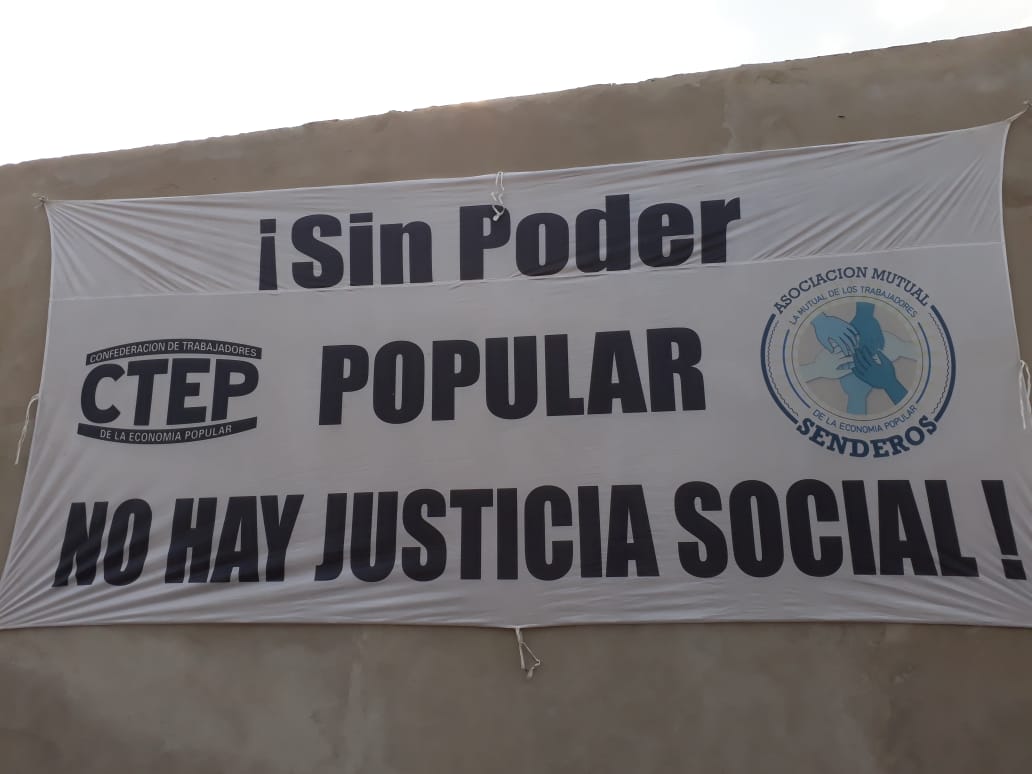 ¡Sin Poder
CONFEDERACION DE TRABAJADORES
CTEP
DE LA ECONOMIA POPULAR
POPULAR
ASOCIACION MUTUAL
LA MUTUAL DE LOS TRABAJADORES
DE LA ECONOMIA POPULAR
SENDEROS
NO HAY JUSTICIA SOCIAL !